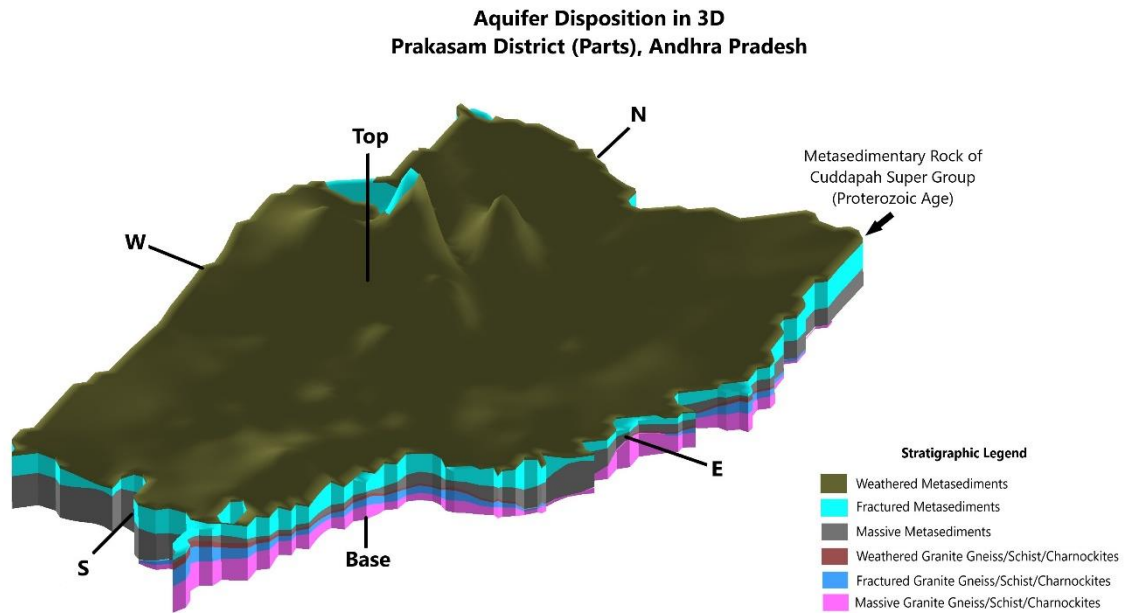 Aquifer Disposition in 3D
Prakasam District (Parts), Andhra Pradesh
N
Top
Metasedimentary Rock of
Cuddapah Super Group
(Proterozoic Age)
W
E
S
Base
Stratigraphic Legend
Weathered Metasediments
Fractured Metasediments
Massive Metasediments
Weathered Granite Gneiss/Schist/Charnockites
Fractured Granite Gneiss/Schist/Charnockites
Massive Granite Gneiss/Schist/Charnockites